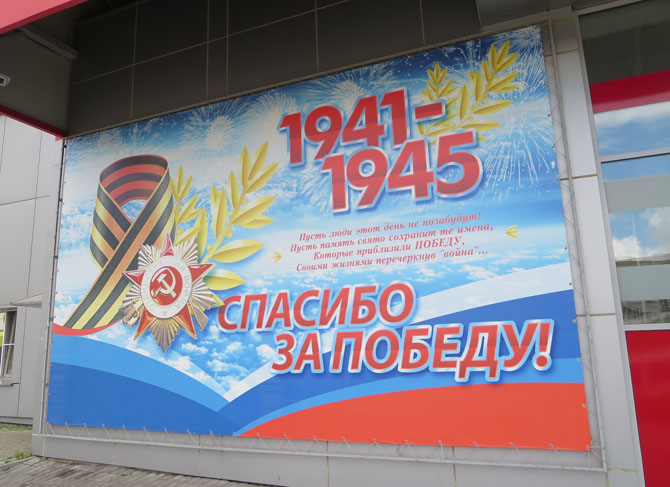 1941-
1945
Пусть люди этот день не позабудут!
Пусть память свято сохранит те имена,
Которые приблизили ПОБЕДУ,
Своими жизнями перечеркнув "война"...
СПАСИБО
ЗА ПОБЕДУ!